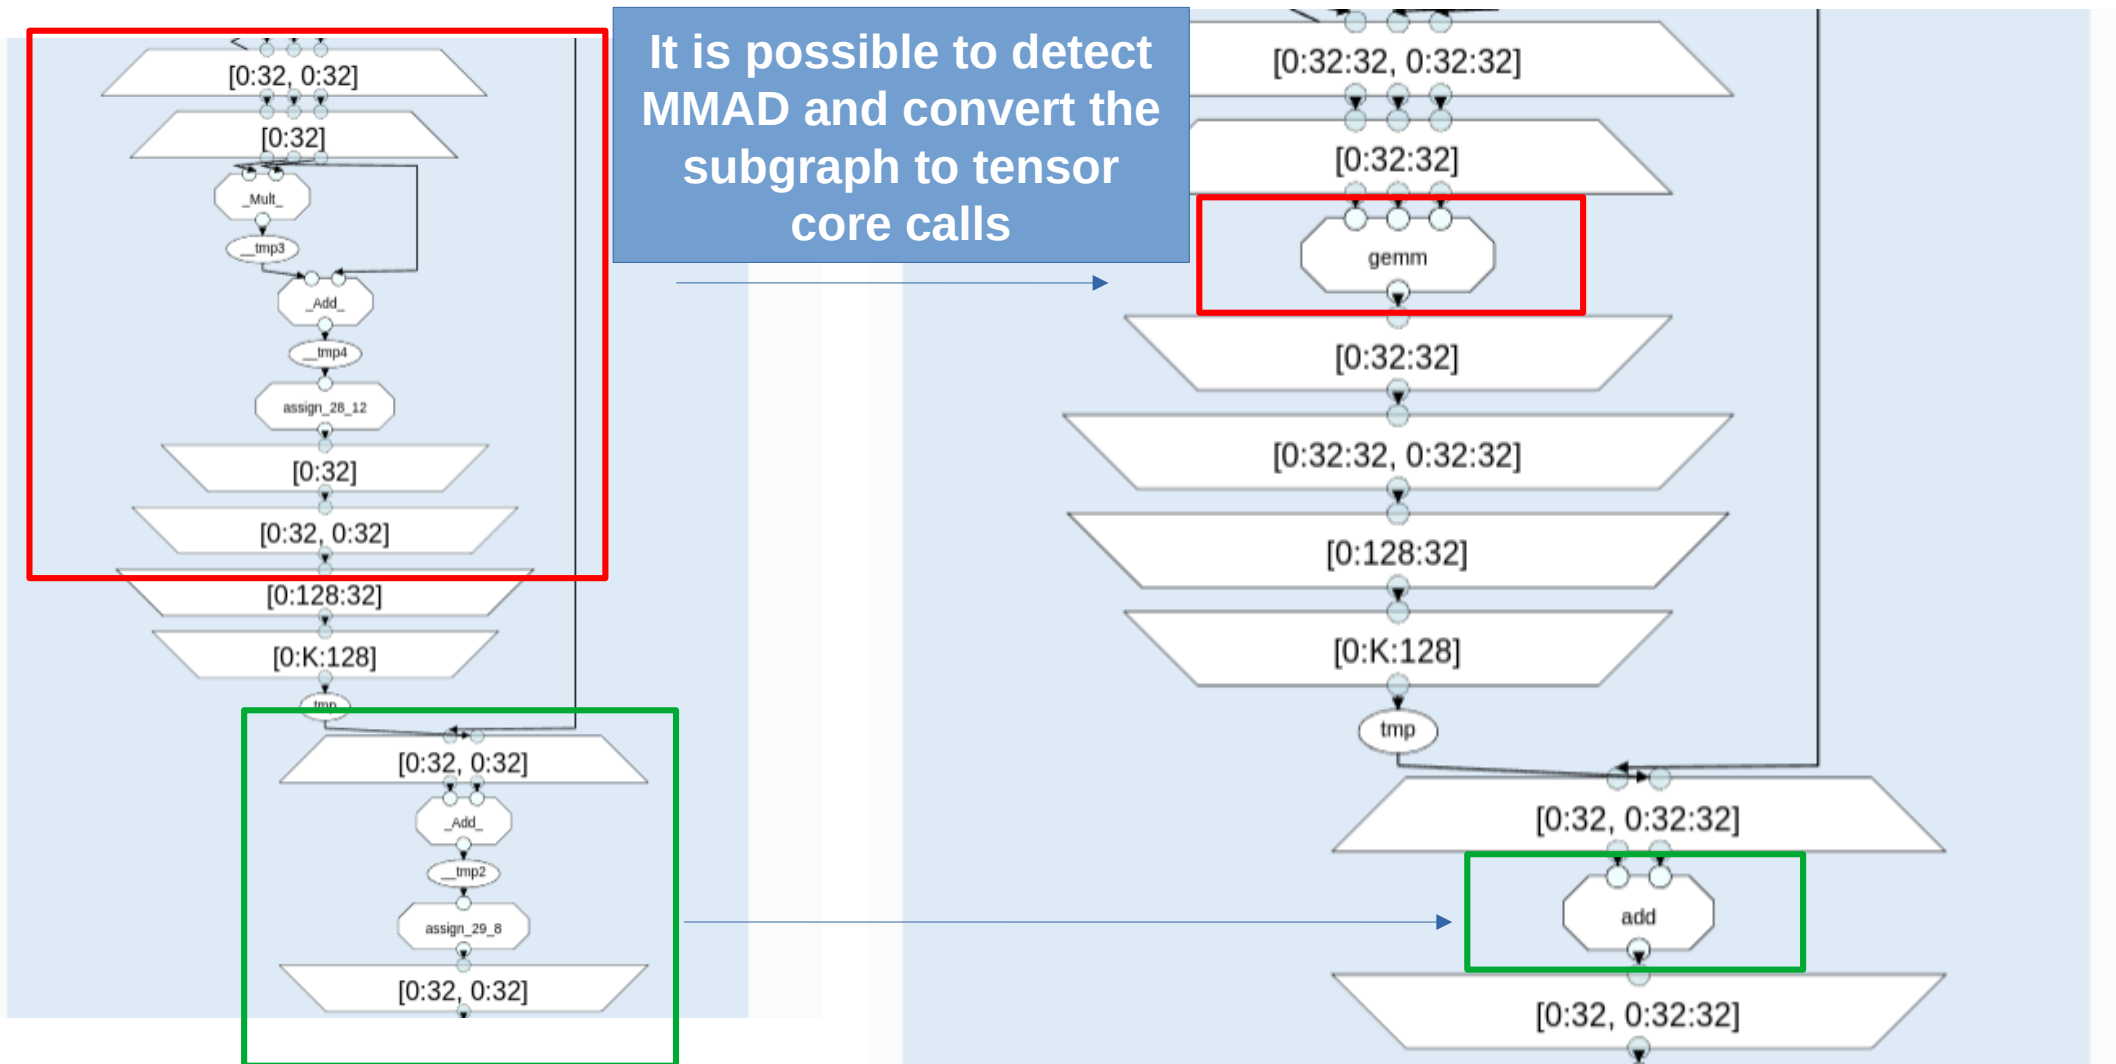 It is possible to detect
MMAD and convert the
subgraph to tensor
core calls
[0:32, 0:32]
[0:32]
_Mult_
__tmp3
_Add_
__tmp4
assign_28_12
[0:32]
[0:32, 0:32]
[0:128:32]
[0:K:128]
tmp
[0:32, 0:32]
_Add_
__tmp2
assign_29_8
[0:32, 0:32]
[0:32:32, 0:32:32]
[0:32:32]
gemm
[0:32:32]
[0:32:32, 0:32:32]
[0:128:32]
[0:K:128]
tmp
[0:32, 0:32:32]
add
[0:32, 0:32:32]